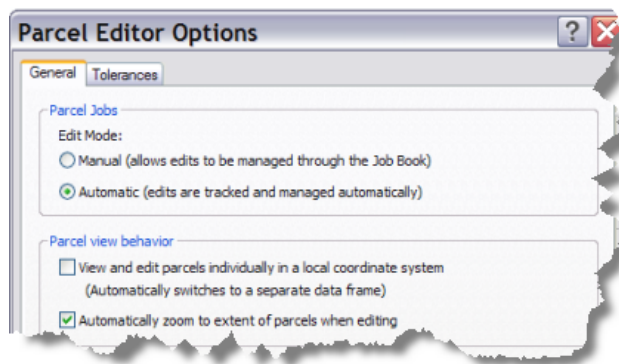 Parcel Editor Options
?
General
Tolerances
Parcel Jobs
Edit Mode:
Manual (allows edits to be managed through the Job Book)
Automatic (edits are tracked and managed automatically)
Parcel view behavior
View and edit parcels individually in a local coordinate system
(Automatically switches to a separate data frame)
Automatically zoom to extent of parcels when editing